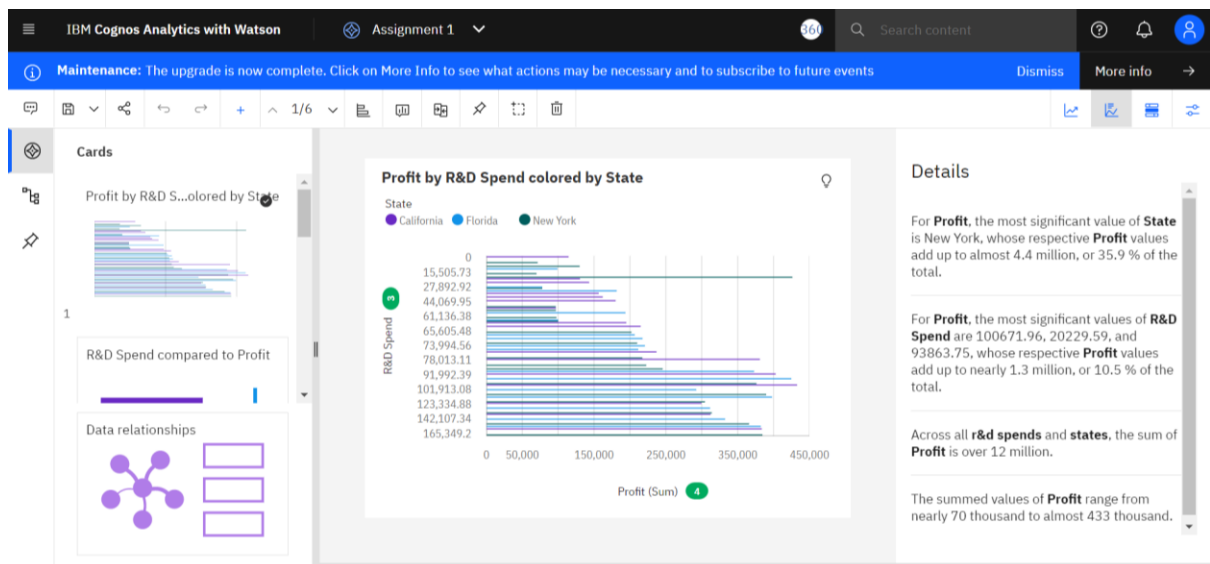 IBM Cognos Analytics with Watson
Assignment 1
360
Search content
Maintenance: The upgrade is now complete. Click on More Info to see what actions may be necessary and to subscribe to future events
Dismiss
More info
1/6
Cards
Profit by R&D S...olored by State
1
R&D Spend compared to Profit
Data relationships
Profit by R&D Spend colored by State
State
California
Florida
New York
R&D Spend
3
0
15,505.73
27,892.92
44,069.95
61,136.38
65,605.48
73,994.56
78,013.11
91,992.39
101,913.08
123,334.88
142,107.34
165,349.2
0 50,000 150,000 250,000 350,000 450,000
Profit (Sum) 4
Details
For Profit, the most significant value of State
is New York, whose respective Profit values
add up to almost 4.4 million, or 35.9 % of the
total.
For Profit, the most significant values of R&D
Spend are 100671.96, 20229.59, and
93863.75, whose respective Profit values
add up to nearly 1.3 million, or 10.5 % of the
total.
Across all r&d spends and states, the sum of
Profit is over 12 million.
The summed values of Profit range from
nearly 70 thousand to almost 433 thousand.